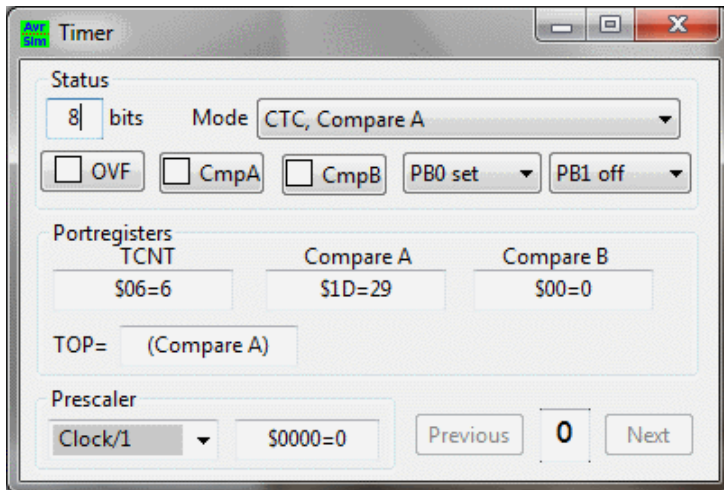 Avr
Sim
Timer
Status
8 bits Mode CTC, Compare A
OVF CmpA CmpB PB0 set PB1 off
Portregisters
TCNT Compare A Compare B
$06=6 $1D=29 $00=0
TOP= (Compare A)
Prescaler
Clock/1 $0000=0 Previous 0 Next